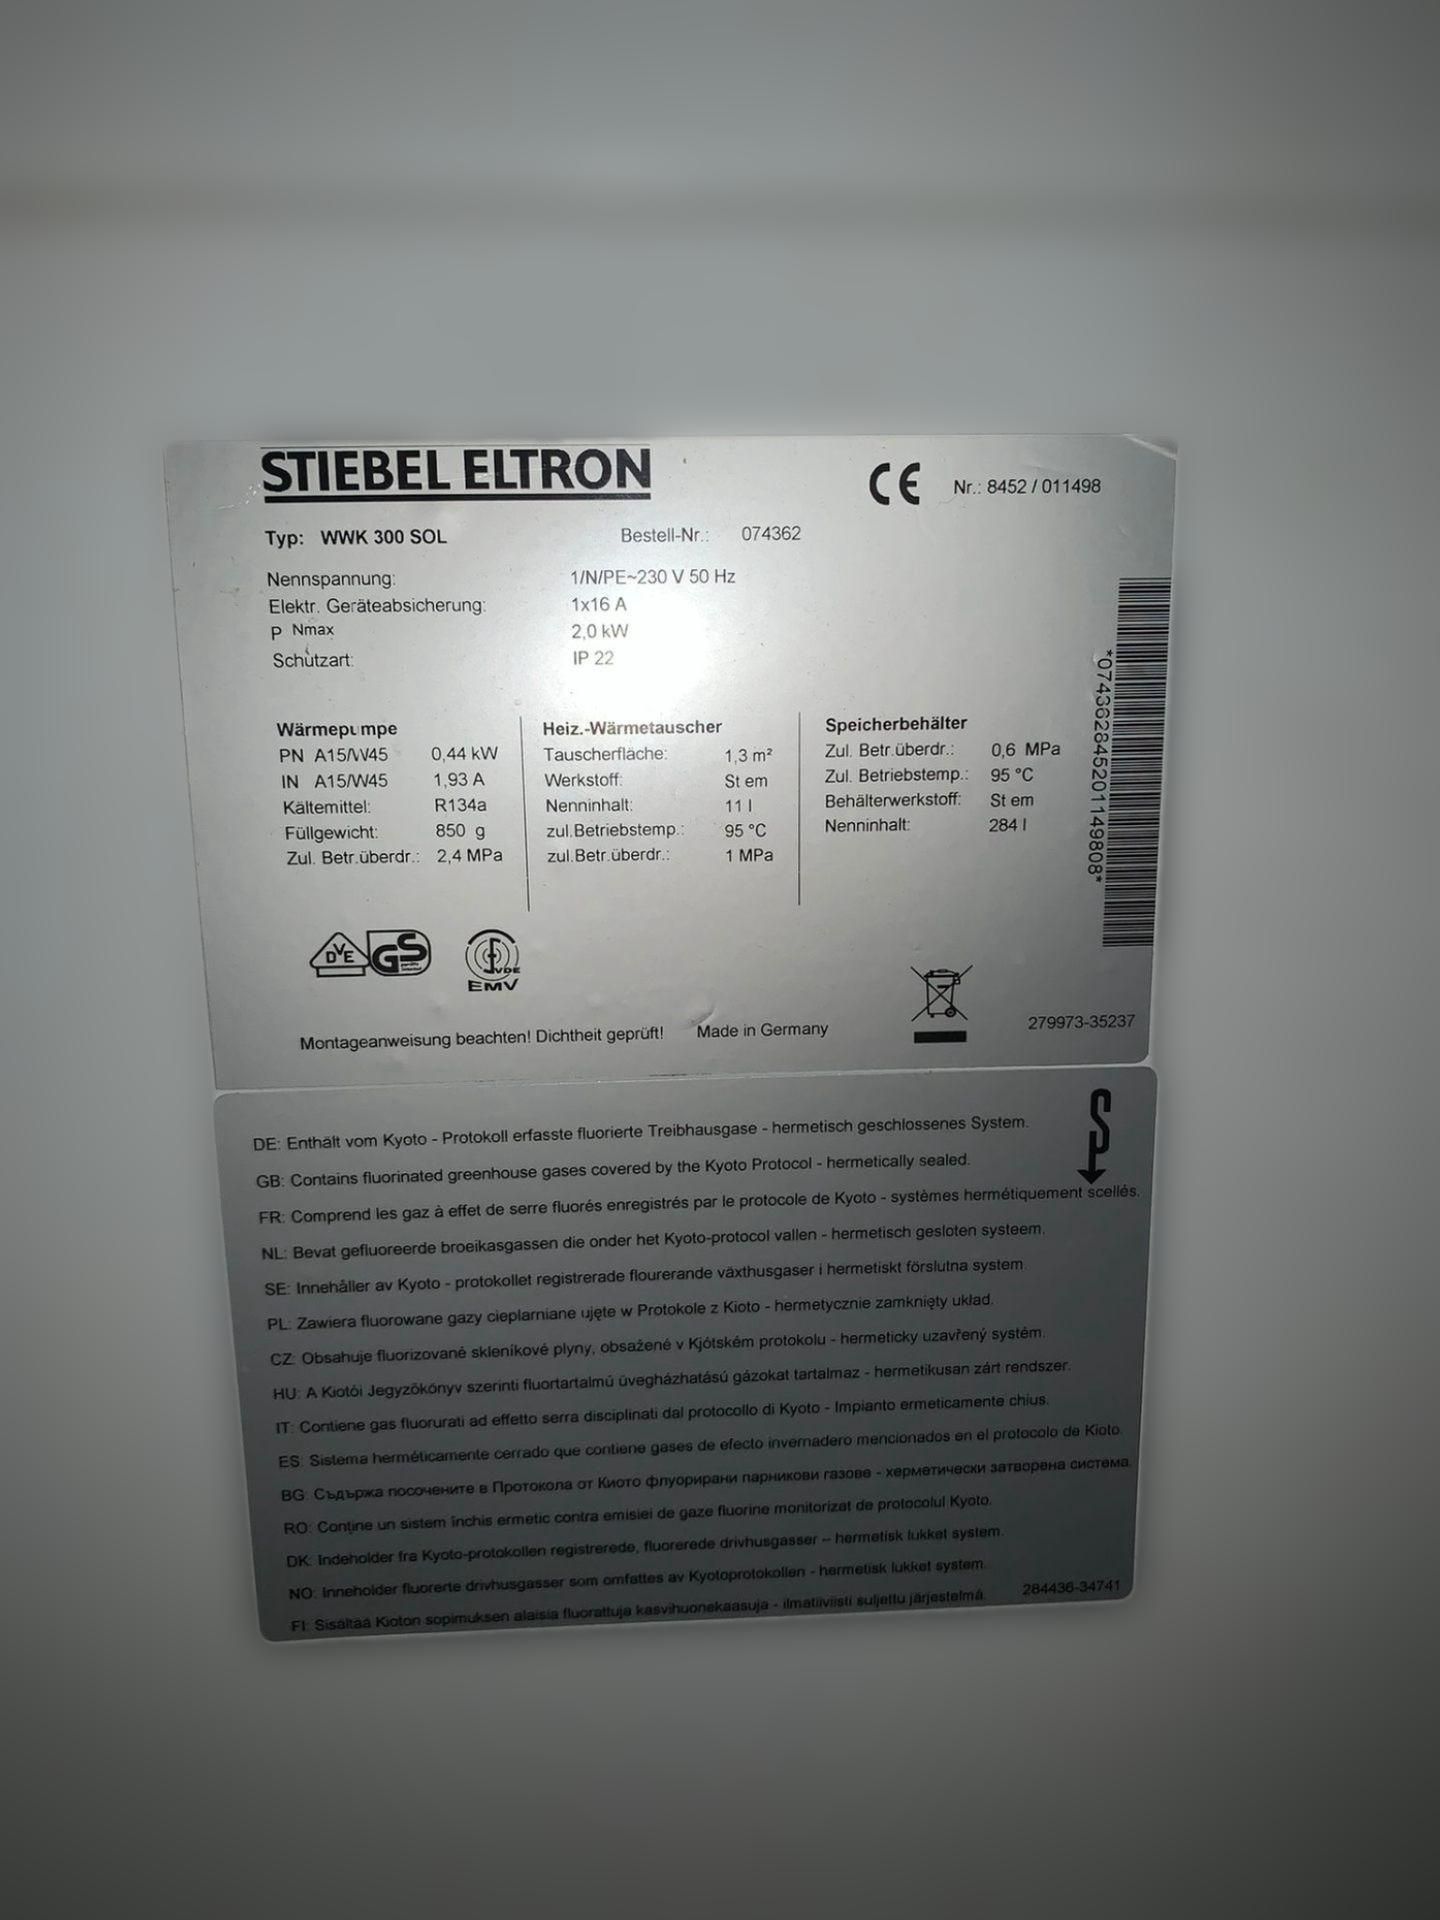 STIEBEL ELTRON
CE Nr.: 8452 / 011498
Typ: WWK 300 SOL Bestell-Nr.: 074362
Nennspannung: 1/N/PE~230 V 50 Hz
Elektr. Geräteabsicherung: 1x16 A
P Nmax 2,0 kW
Schutzart: IP 22
Wärmepumpe
PN A15/W45 0,44 kW
IN A15/W45 1,93 A
Kältemittel: R134a
Füllgewicht: 850 g
Zul. Betr.überdr.: 2,4 MPa
Heiz.-Wärmetauscher
Tauscherfläche: 1,3 m²
Werkstoff: St em
Nenninhalt: 11 l
zul.Betriebstemp.: 95 °C
zul.Betr.überdr.: 1 MPa
Speicherbehälter
Zul. Betr.überdr.: 0,6 MPa
Zul. Betriebstemp.: 95 °C
Behälterwerkstoff: St em
Nenninhalt: 284 l
*074362845201149808*
DVE GS geprüfte Sicherheit
VDE
EMV
Montageanweisung beachten! Dichtheit geprüft! Made in Germany
279973-35237
DE: Enthält vom Kyoto - Protokoll erfasste fluorierte Treibhausgase - hermetisch geschlossenes System.
GB: Contains fluorinated greenhouse gases covered by the Kyoto Protocol - hermetically sealed.
FR: Comprend les gaz à effet de serre fluorés enregistrés par le protocole de Kyoto - systèmes hermétiquement scellés.
NL: Bevat gefluoreerde broeikasgassen die onder het Kyoto-protocol vallen - hermetisch gesloten systeem.
SE: Innehåller av Kyoto - protokollet registrerade flourerande växthusgaser i hermetiskt förslutna system
PL: Zawiera fluorowane gazy cieplarniane ujęte w Protokole z Kioto - hermetycznie zamknięty układ.
CZ: Obsahuje fluorizované skleníkové plyny, obsažené v Kjótském protokolu - hermeticky uzavřený systém.
HU: A Kiotói Jegyzőkönyv szerinti fluortartalmú üvegházhatású gázokat tartalmaz - hermetikusan zárt rendszer.
IT: Contiene gas fluorurati ad effetto serra disciplinati dal protocollo di Kyoto - Impianto ermeticamente chius.
ES: Sistema herméticamente cerrado que contiene gases de efecto invernadero mencionados en el protocolo de Kioto.
BG: Съдържа посочените в Протокола от Киото флуорирани парникови газове - херметически затворена система.
RO: Conţine un sistem închis ermetic contra emisiei de gaze fluorine monitorizat de protocolul Kyoto.
DK: Indeholder fra Kyoto-protokollen registrerede, fluorerede drivhusgasser – hermetisk lukket system.
NO: Inneholder fluorerte drivhusgasser som omfattes av Kyotoprotokollen - hermetisk lukket system.
FI: Sisältää Kioton sopimuksen alaisia fluorattuja kasvihuonekaasuja - ilmatiiviisti suljettu järjestelmä.
284436-34741